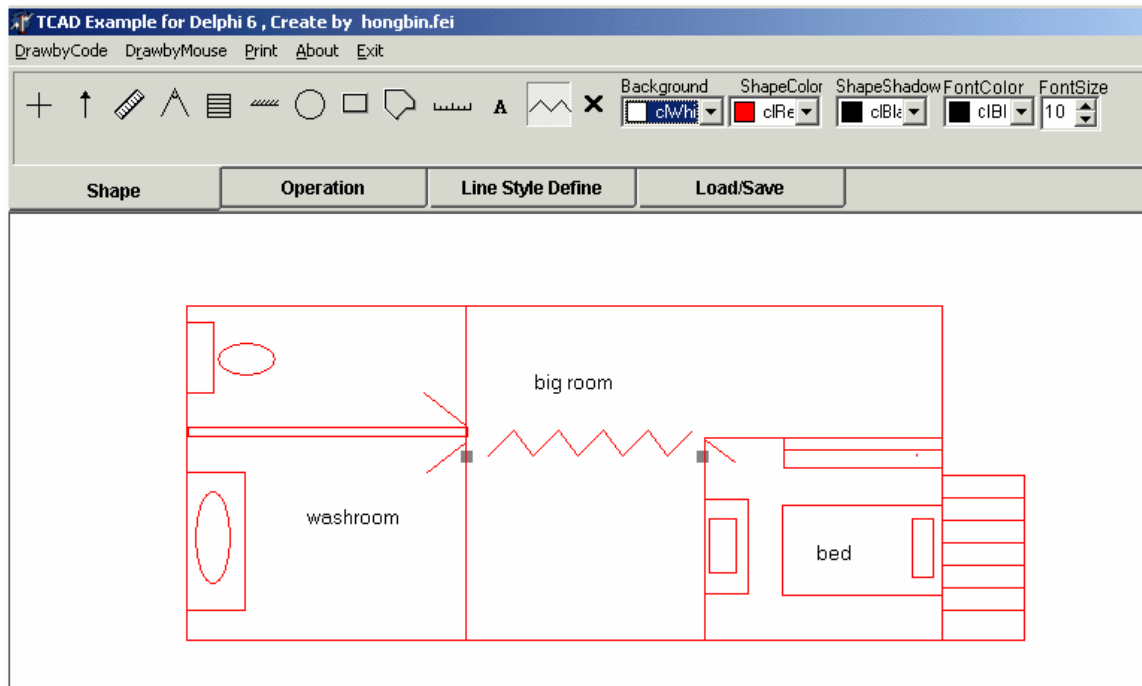 TCAD Example for Delphi 6 , Create by hongbin.fei
DrawbyCode DrawbyMouse Print About Exit
Background ShapeColor ShapeShadow FontColor FontSize
A clWhi clRe clBla clBl 10
Shape Operation Line Style Define Load/Save
big room
washroom
bed